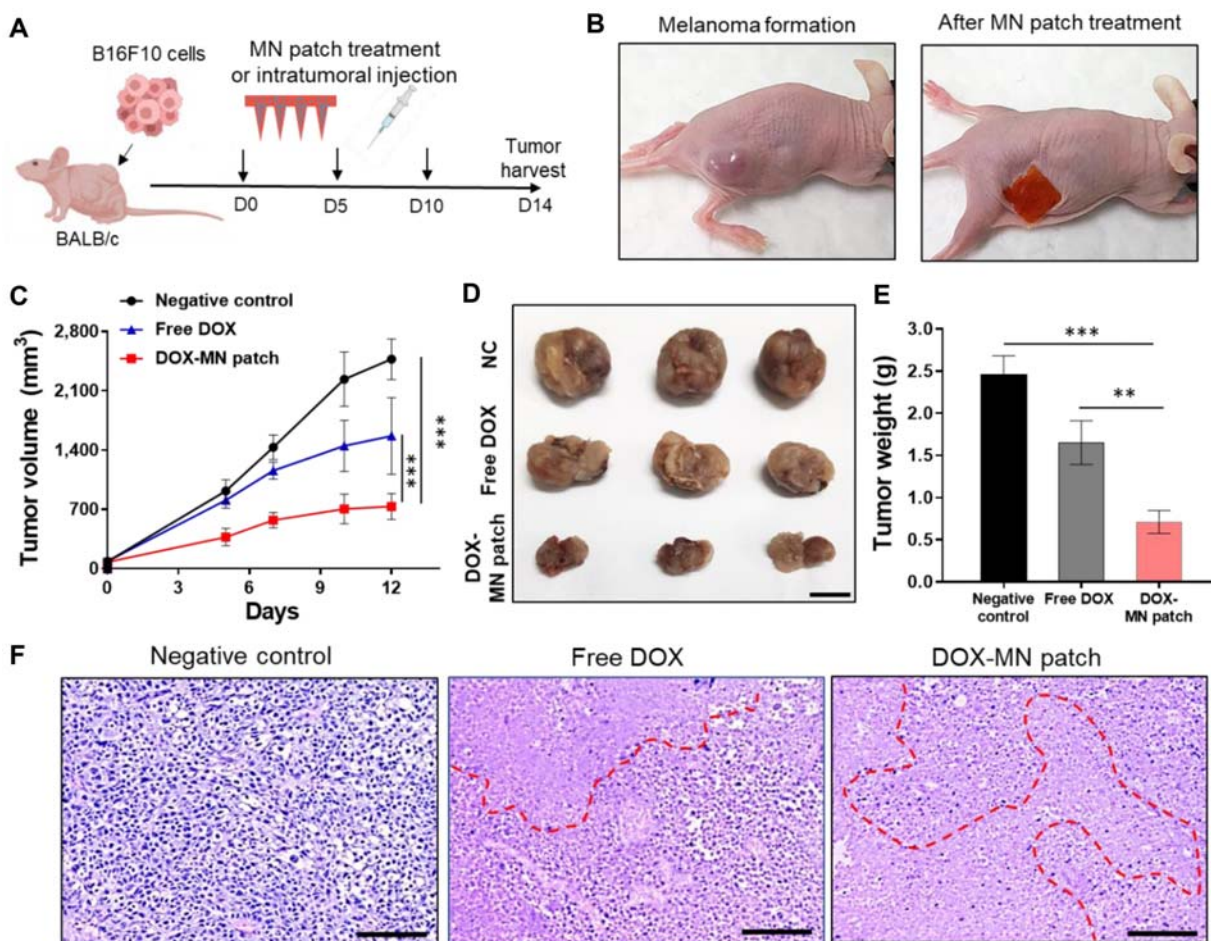 A
B16F10 cells
MN patch treatment
or intratumoral injection
Tumor
harvest
D0
D5
D10
D14
BALB/c
B
Melanoma formation
After MN patch treatment
C
Negative control
Free DOX
DOX-MN patch
Tumor volume (mm³)
2,800
2,100
1,400
700
0
0
3
6
9
12
Days
***
***
D
NC
Free DOX
DOX-
MN patch
E
***
**
Tumor weight (g)
3.0
2.5
2.0
1.5
1.0
0.5
0.0
Negative
control
Free DOX
DOX-
MN patch
F
Negative control
Free DOX
DOX-MN patch